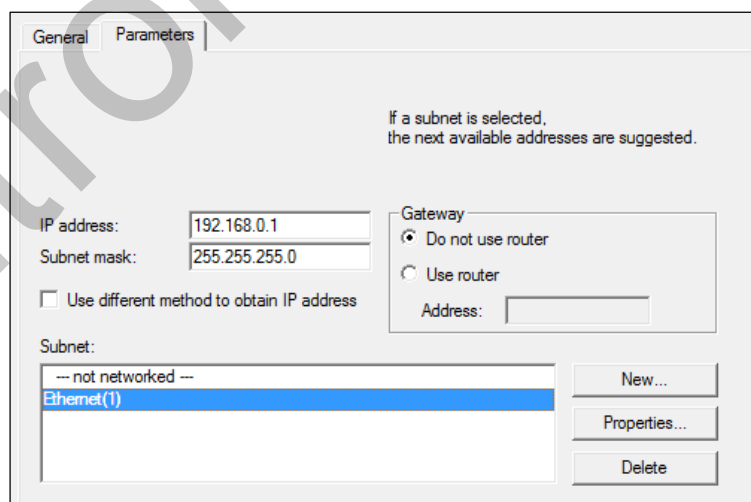 General Parameters
If a subnet is selected,
the next available addresses are suggested.
IP address: 192.168.0.1
Subnet mask: 255.255.255.0
Use different method to obtain IP address
Gateway
Do not use router
Use router
Address:
Subnet:
--- not networked ---
Ethernet(1)
New...
Properties...
Delete